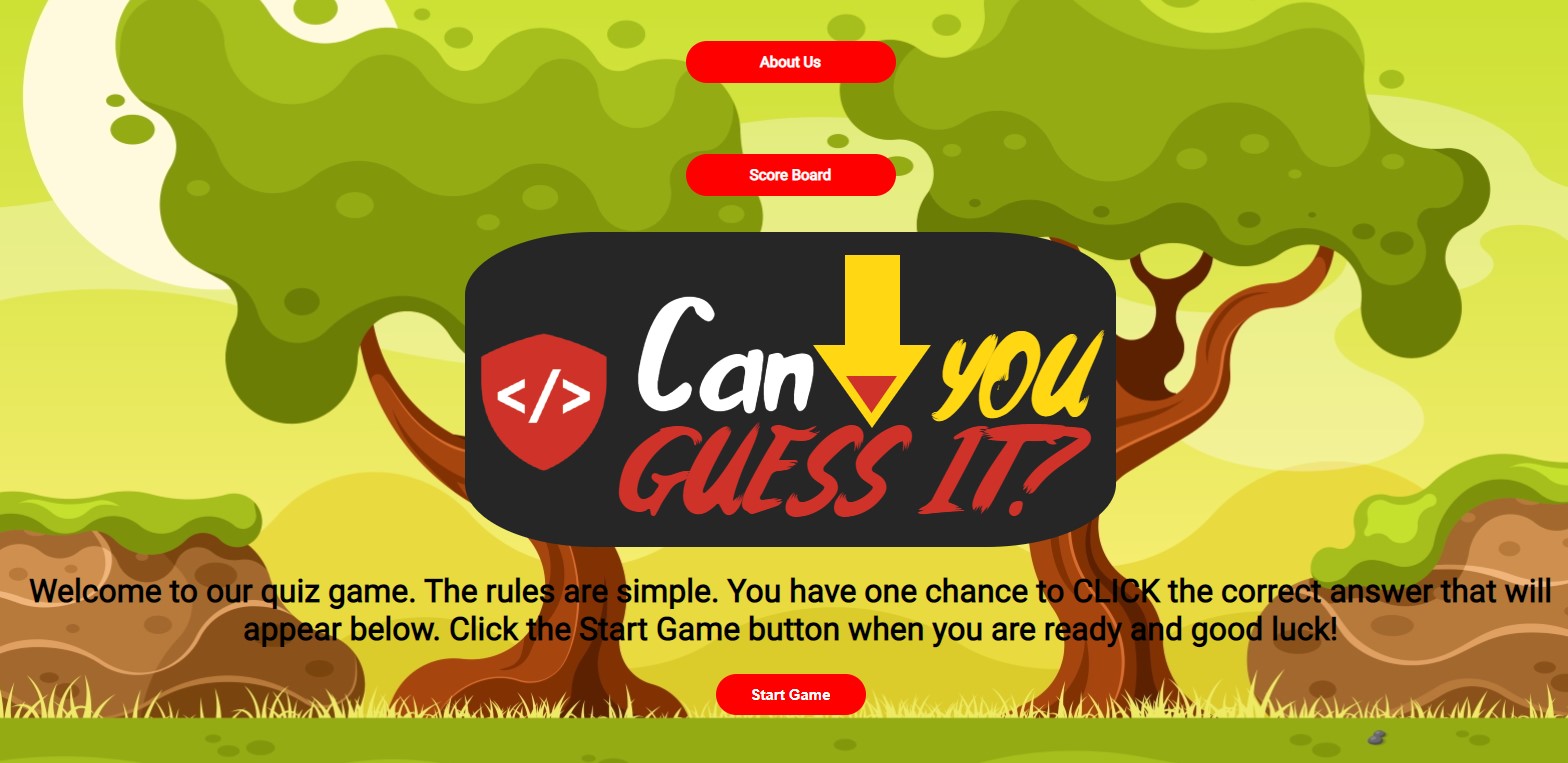 About Us
Score Board
</>
Can you
GUESS IT?
Welcome to our quiz game. The rules are simple. You have one chance to CLICK the correct answer that will
appear below. Click the Start Game button when you are ready and good luck!
Start Game